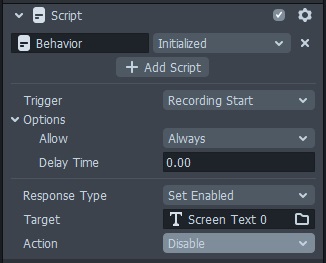 Script
Behavior Initialized
+ Add Script
Trigger Recording Start
Options
Allow Always
Delay Time 0.00
Response Type Set Enabled
Target Screen Text 0
Action Disable